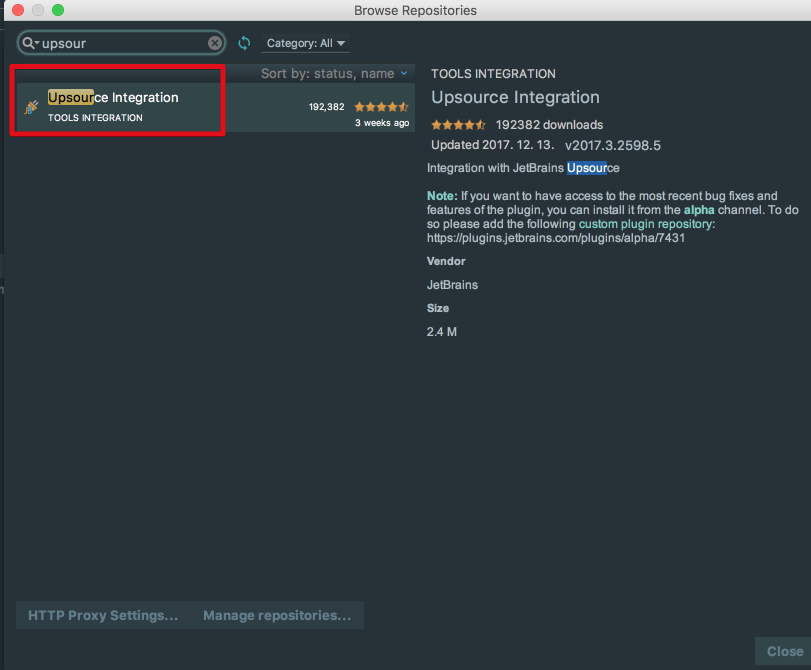 Browse Repositories
upsour
Category: All
Sort by: status, name
Upsource Integration
TOOLS INTEGRATION
192,382
3 weeks ago
TOOLS INTEGRATION
Upsource Integration
192382 downloads
Updated 2017. 12. 13. v2017.3.2598.5
Integration with JetBrains Upsource
Note: If you want to have access to the most recent bug fixes and
features of the plugin, you can install it from the alpha channel. To do
so please add the following custom plugin repository:
https://plugins.jetbrains.com/plugins/alpha/7431
Vendor
JetBrains
Size
2.4 M
HTTP Proxy Settings... Manage repositories...
Close